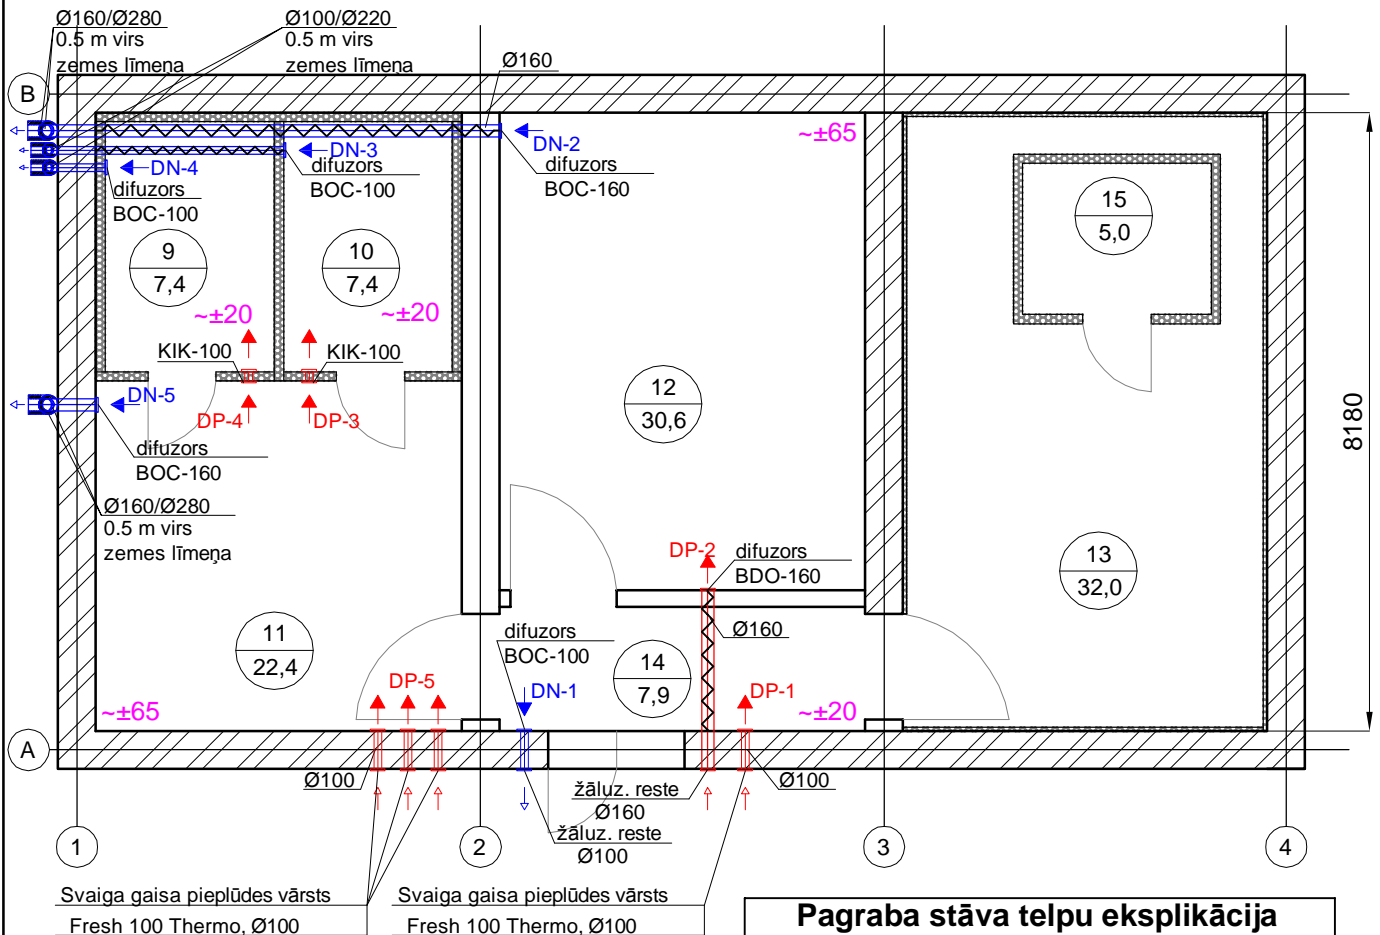 Ø160/Ø280
0.5 m virs
zemes līmeņa
Ø100/Ø220
0.5 m virs
zemes līmeņa
Ø160
B
DN-2
difuzors
BOC-160
DN-3
difuzors
BOC-100
DN-4
difuzors
BOC-100
~±65
9
7,4
~±20
10
7,4
~±20
15
5,0
KIK-100
KIK-100
DN-5
DP-4
DP-3
difuzors
BOC-160
Ø160/Ø280
0.5 m virs
zemes līmeņa
12
30,6
8180
DP-2
difuzors
BDO-160
13
32,0
11
22,4
difuzors
BOC-100
14
7,9
Ø160
DP-5
DN-1
DP-1
~±65
~±20
A
Ø100
žāluz. reste
Ø160
Ø100
žāluz. reste
Ø100
1
2
3
4
Svaiga gaisa pieplūdes vārsts
Fresh 100 Thermo, Ø100
Svaiga gaisa pieplūdes vārsts
Fresh 100 Thermo, Ø100
Pagraba stāva telpu eksplikācija